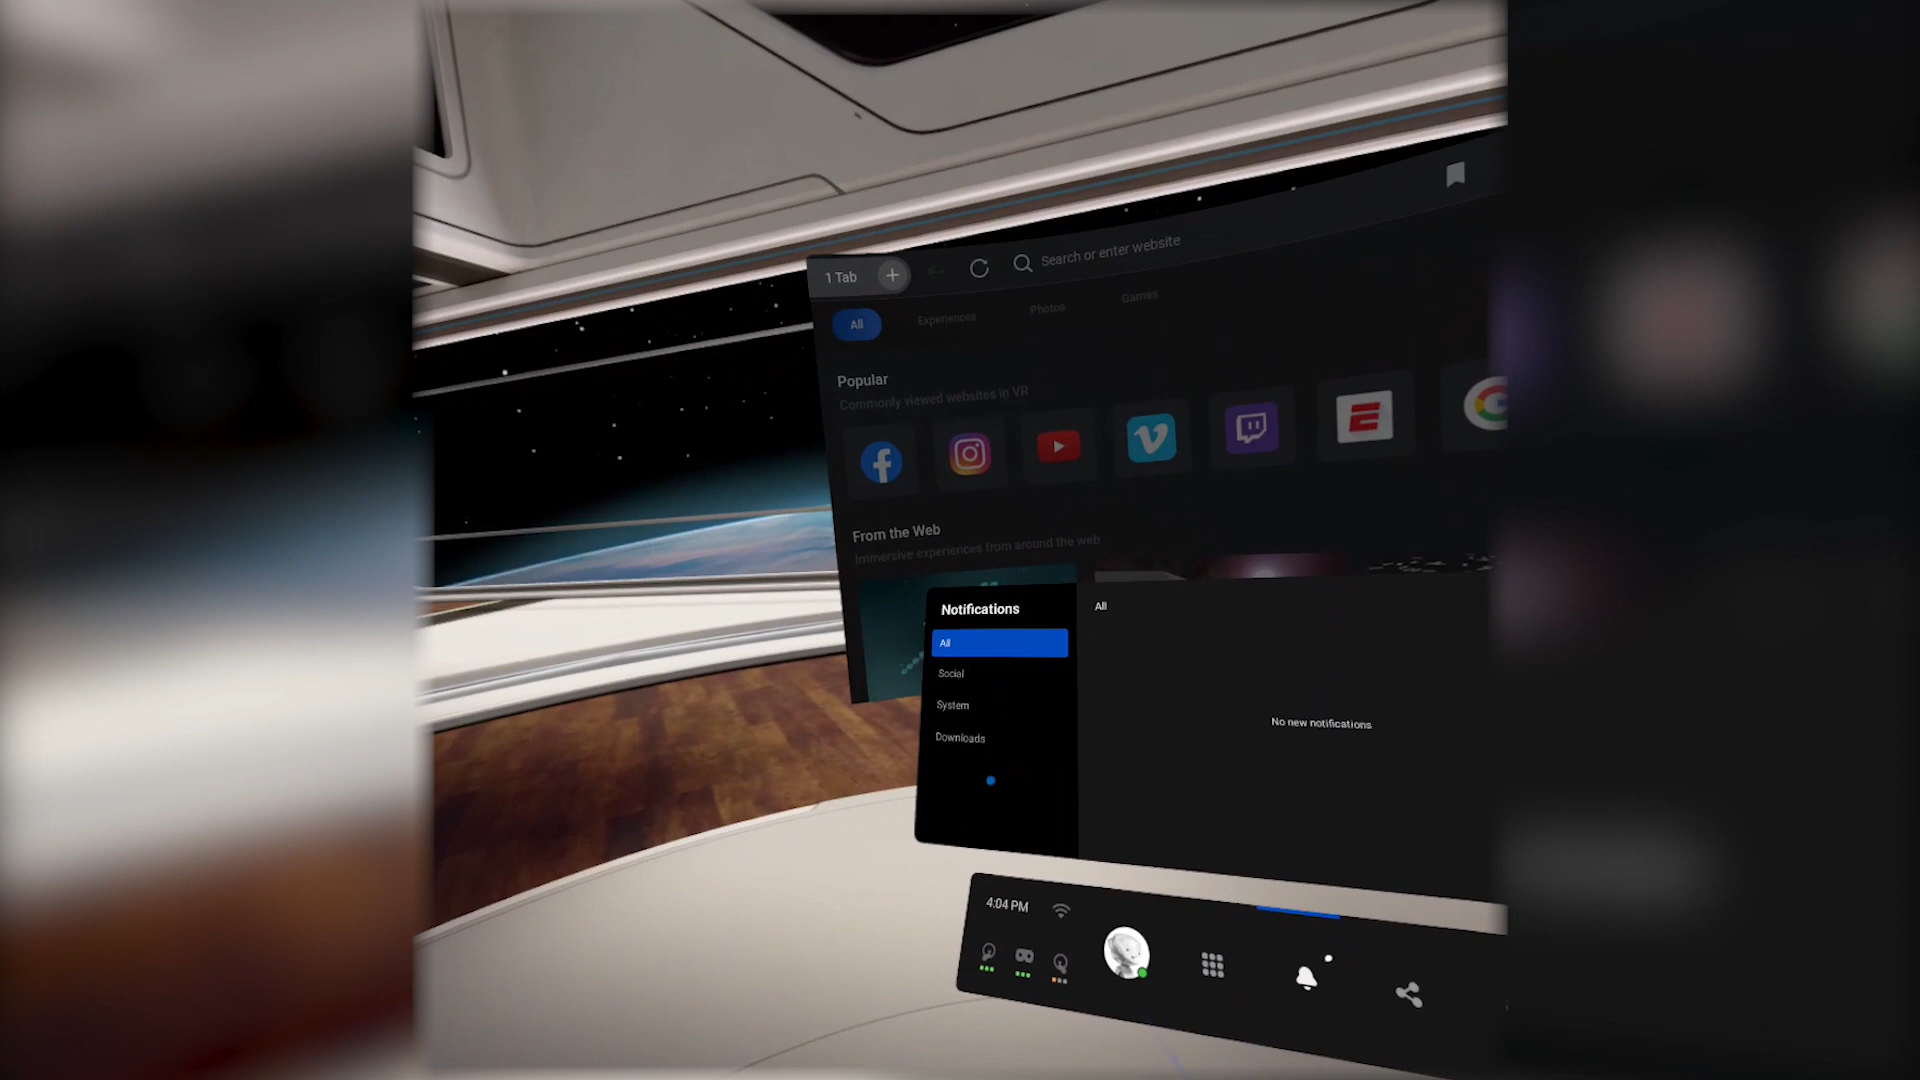 1 Tab
Search or enter website
All
Experiences
Photos
Games
Popular
Commonly viewed websites in VR
From the Web
Immersive experiences from around the web
Notifications
All
Social
System
Downloads
All
No new notifications
4:04 PM